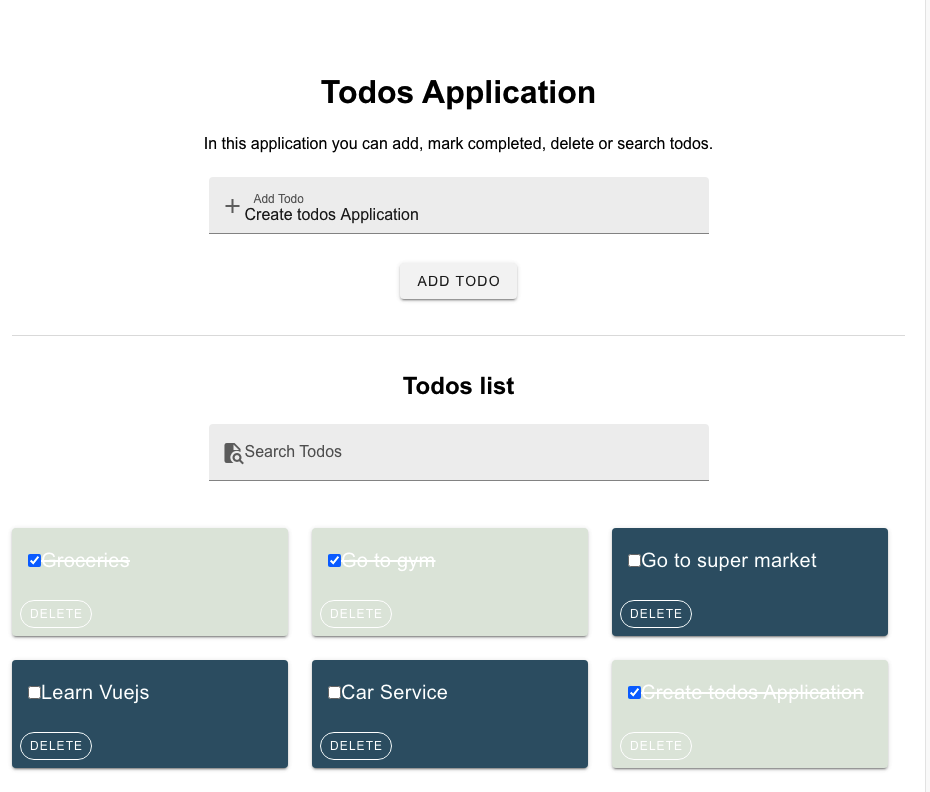 Todos Application
In this application you can add, mark completed, delete or search todos.
Add Todo
Create todos Application
ADD TODO
Todos list
Search Todos
Groceries
DELETE
Go to gym
DELETE
Go to super market
DELETE
Learn Vuejs
DELETE
Car Service
DELETE
Create todos Application
DELETE